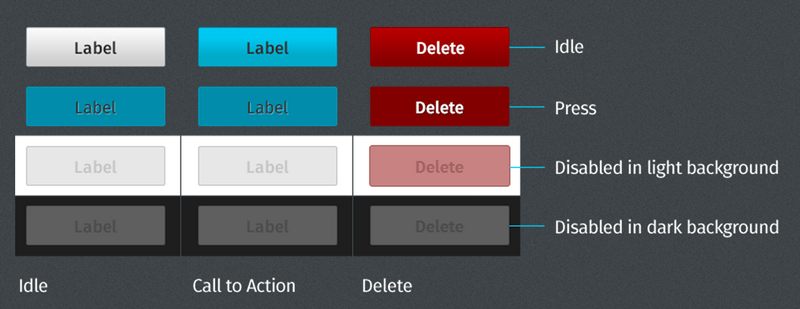 Label Label Delete Idle
Label Label Delete Press
Label Label Delete Disabled in light background
Label Label Delete Disabled in dark background
Idle Call to Action Delete